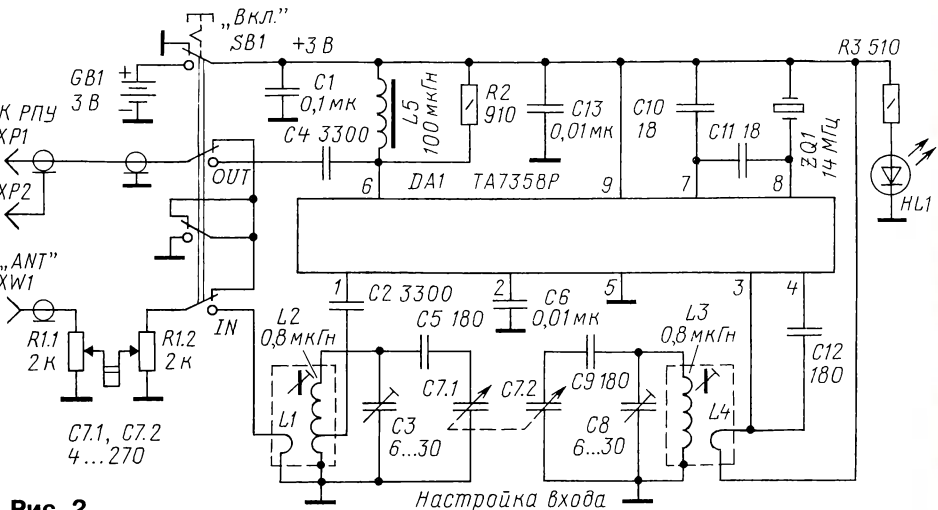 „Вкл."
SB1
+3 В
R3 510
GB1
3 В
C1
0,1 мк
L5
100 мкГн
R2
910
C13
0,01 мк
C10
18
C11 18
ZQ1
14 МГц
К РПУ
XP1
C4 3300
OUT
6
DA1 TA7358P
9
7
8
HL1
XP2
„ANT"
XW1
1
2
5
3
4
C2 3300
IN
L2
0,8 мкГн
C5 180
C6
0,01 мк
L3
0,8 мкГн
R1.1
2 к
R1.2
2 к
C7.1
C7.2
C9 180
C12
180
L1
C3
6...30
C8
6...30
L4
C7.1, C7.2
4...270
Настройка входа
Рис. 2